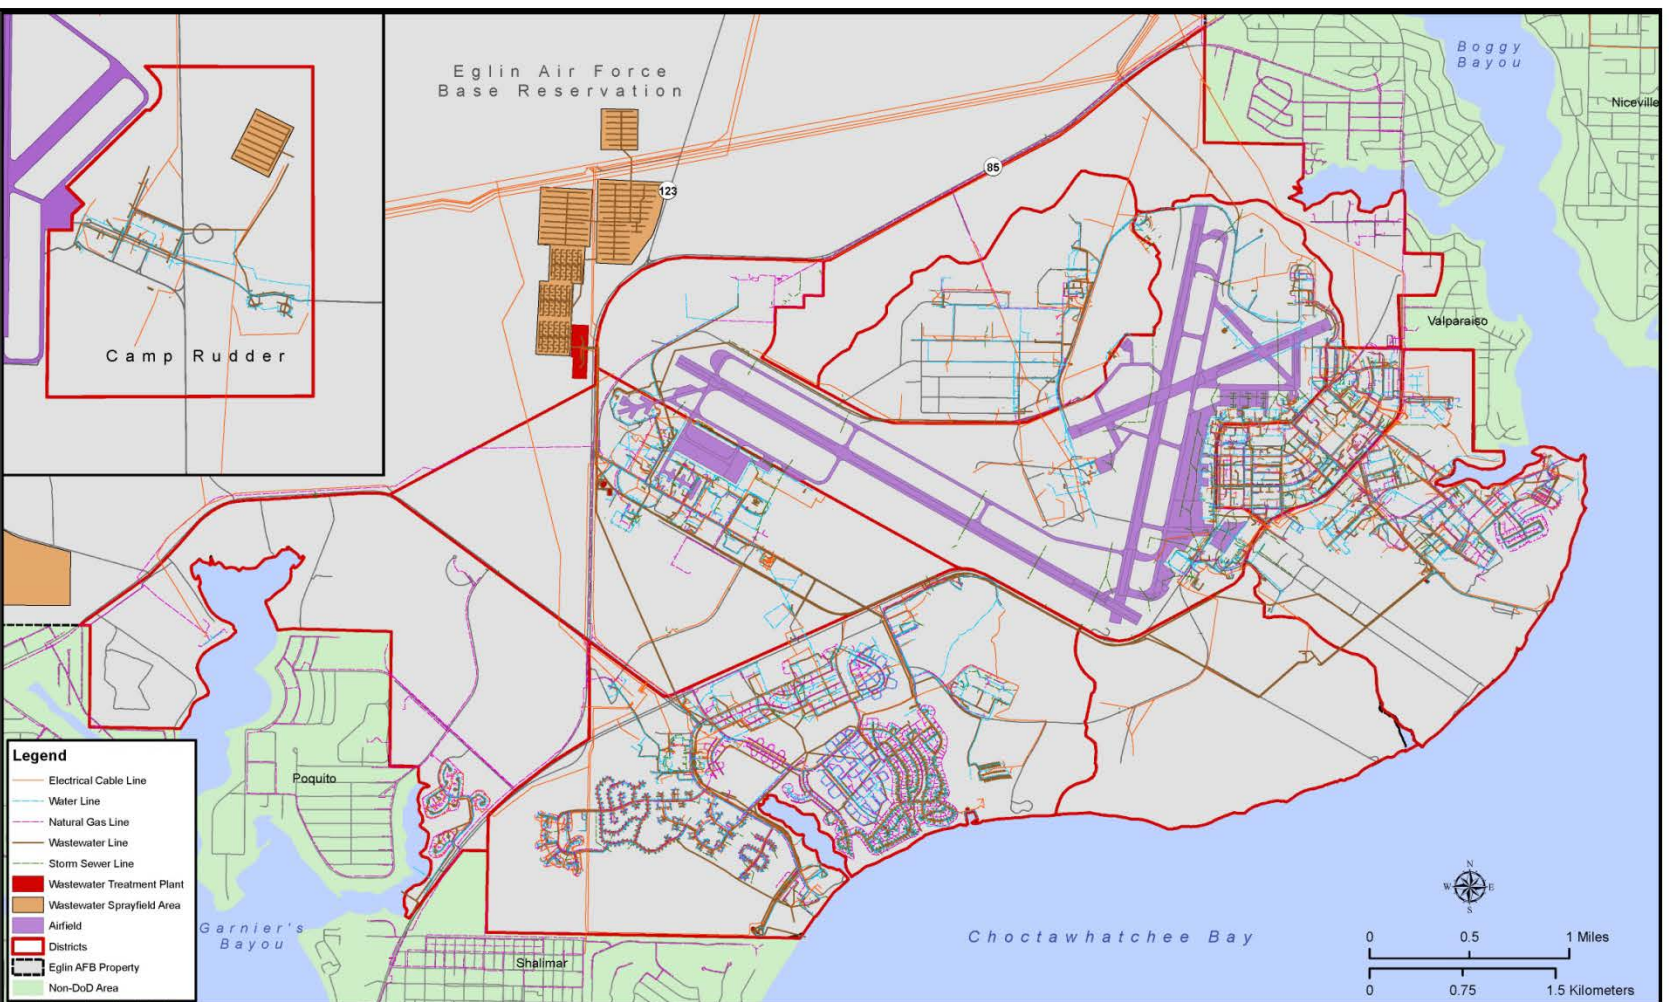 Eglin Air Force
Base Reservation
Boggy
Bayou
Niceville
85
123
Camp Rudder
Valparaiso
Poquito
Garnier's
Bayou
Shalimar
Choctawhatchee Bay
Legend
Electrical Cable Line
Water Line
Natural Gas Line
Wastewater Line
Storm Sewer Line
Wastewater Treatment Plant
Wastewater Sprayfield Area
Airfield
Districts
Eglin AFB Property
Non-DoD Area
N
W E
S
0 0.5 1 Miles
0 0.75 1.5 Kilometers